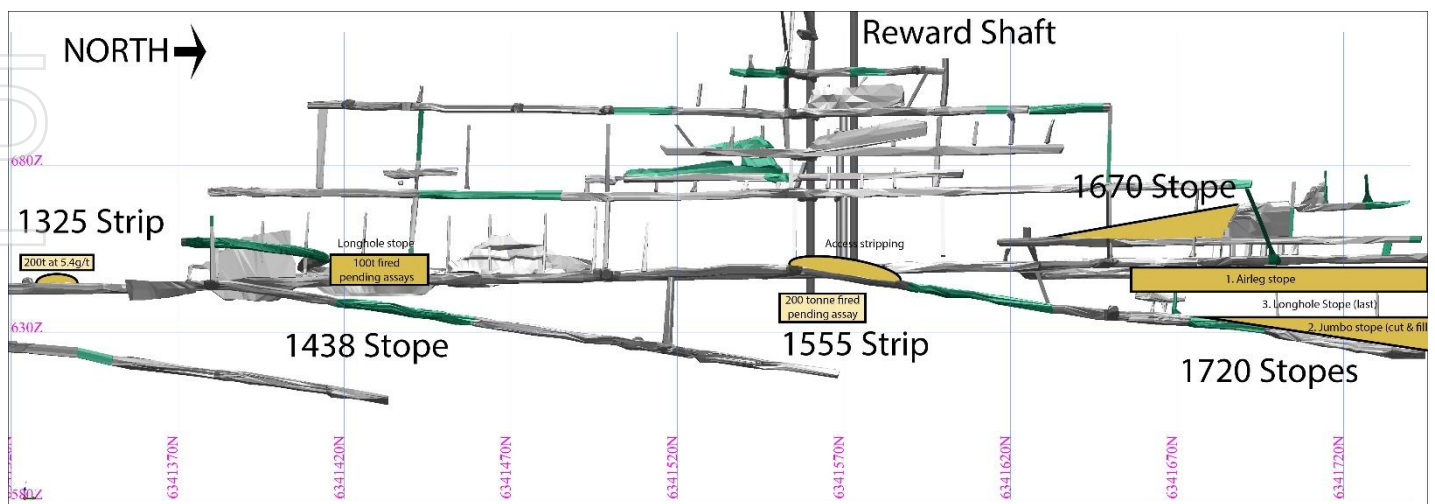 NORTH
Reward Shaft
680Z
1670 Stope
1325 Strip
Longhole stope
Access stripping
200t at 5.4g/t
100t fired
pending assays
1. Airleg stope
200 tonne fired
pending assay
3. Longhole Stope (last)
630Z
2. Jumbo stope (cut & fill
1438 Stope
1555 Strip
1720 Stopes
6341370N
6341420N
6341470N
6341520N
6341570N
6341620N
6341670N
6341720N
580Z